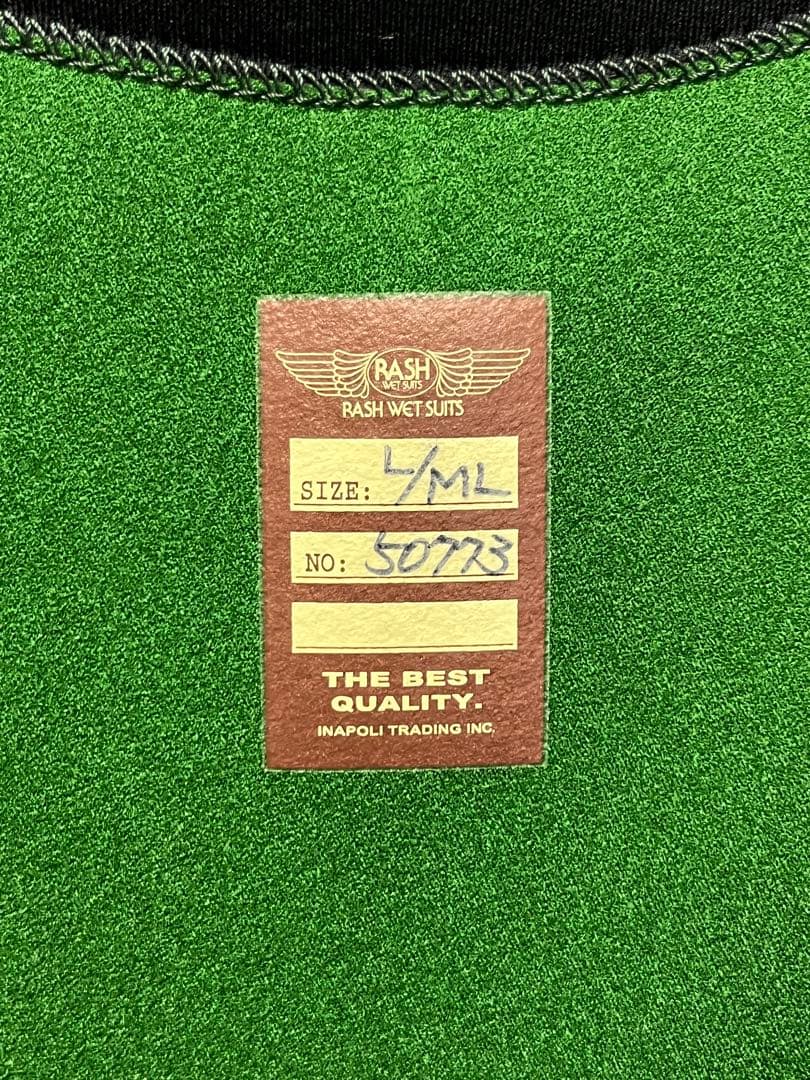 RASH
WET SUITS
RASH WET SUITS
SIZE: L/ML
NO: 50773
THE BEST
QUALITY.
INAPOLI TRADING INC.